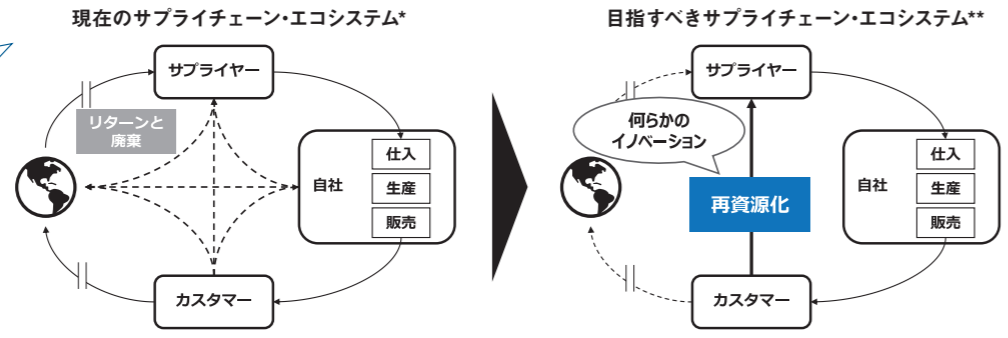 現在のサプライチェーン・エコシステム*
サプライヤー
リターンと
廃棄
自社
仕入
生産
販売
カスタマー
目指すべきサプライチェーン・エコシステム**
サプライヤー
何らかの
イノベーション
再資源化
自社
仕入
生産
販売
カスタマー